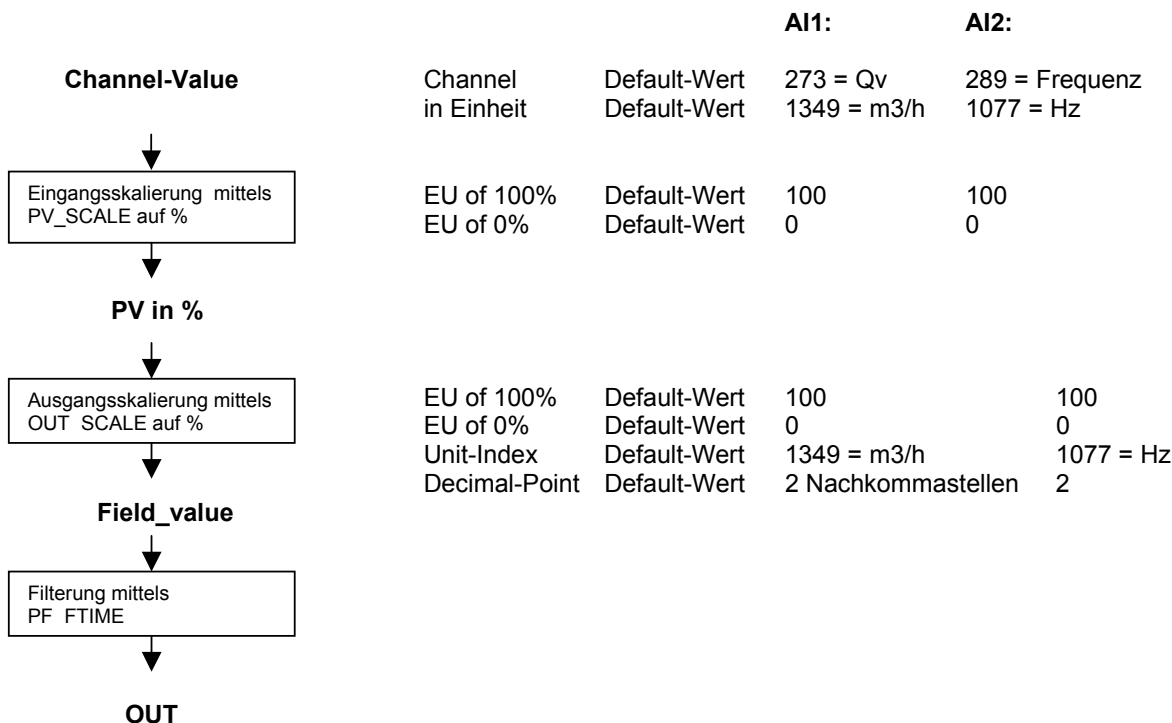 AI1: AI2:
Channel-Value Channel Default-Wert 273 = Qv 289 = Frequenz
in Einheit Default-Wert 1349 = m3/h 1077 = Hz
Eingangsskalierung mittels EU of 100% Default-Wert 100 100
PV_SCALE auf % EU of 0% Default-Wert 0 0
PV in %
Ausgangsskalierung mittels EU of 100% Default-Wert 100 100
OUT SCALE auf % EU of 0% Default-Wert 0 0
Unit-Index Default-Wert 1349 = m3/h 1077 = Hz
Decimal-Point Default-Wert 2 Nachkommastellen 2
Field_value
Filterung mittels
PF FTIME
OUT